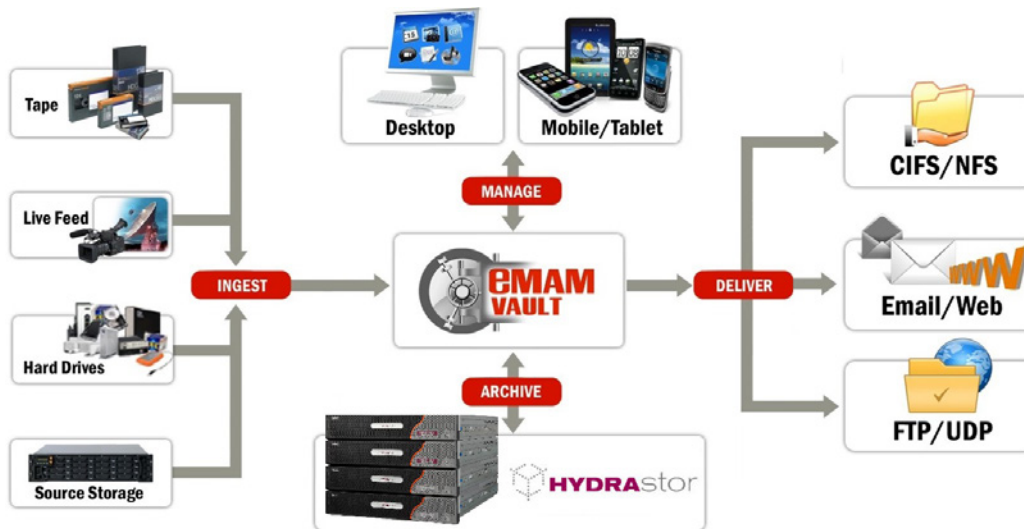 Tape
Live Feed
Hard Drives
Source Storage
INGEST
Desktop
Mobile/Tablet
MANAGE
eMAM
VAULT
ARCHIVE
HYDRAstor
DELIVER
CIFS/NFS
WWW
Email/Web
FTP/UDP